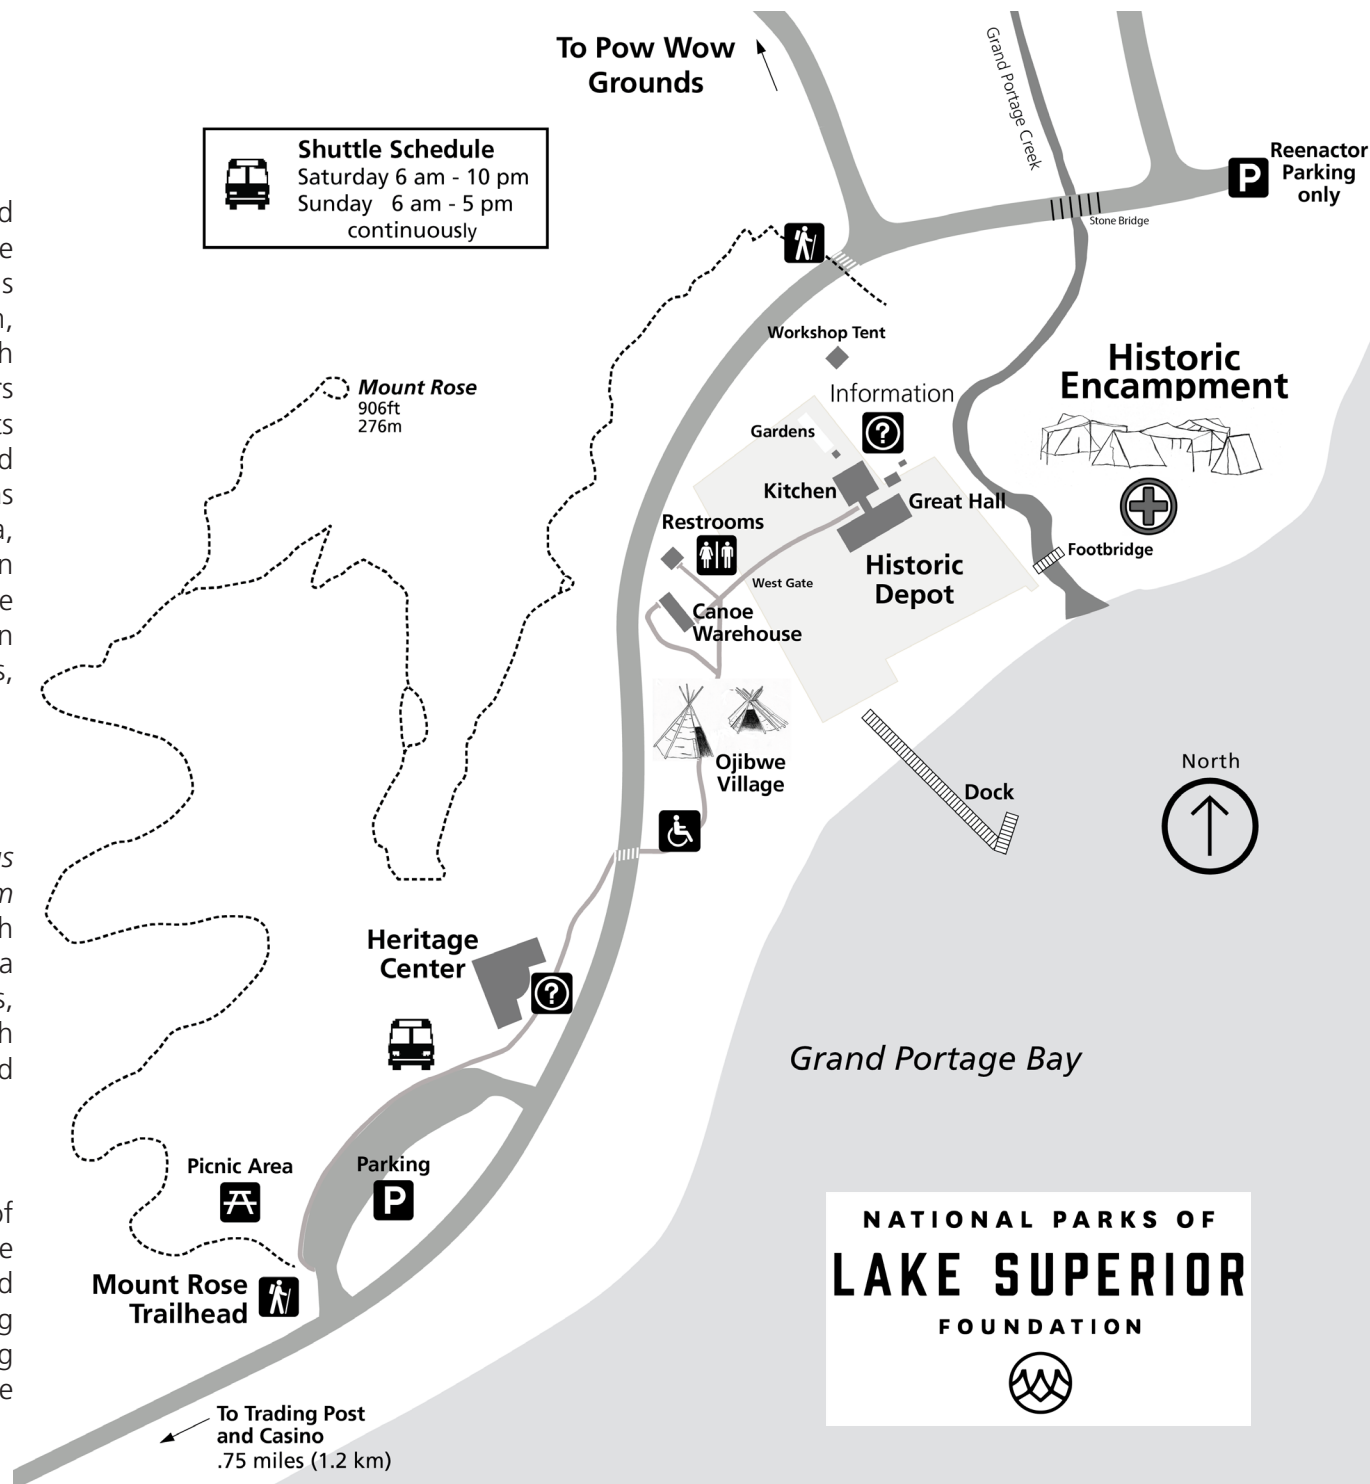 To Pow Wow
Grounds
Grand Portage Creek
Shuttle Schedule
Saturday 6 am - 10 pm
Sunday 6 am - 5 pm
continuously
Reenactor
Parking
only
P
Stone Bridge
Workshop Tent
Mount Rose
906ft
276m
Information
?
Gardens
Kitchen
Great Hall
Historic
Encampment
Restrooms
Footbridge
Historic
Depot
West Gate
Canoe
Warehouse
Ojibwe
Village
North
Dock
Heritage
Center
?
Grand Portage Bay
Picnic Area
Parking
P
Mount Rose
Trailhead
To Trading Post
and Casino
.75 miles (1.2 km)
NATIONAL PARKS OF
LAKE SUPERIOR
FOUNDATION